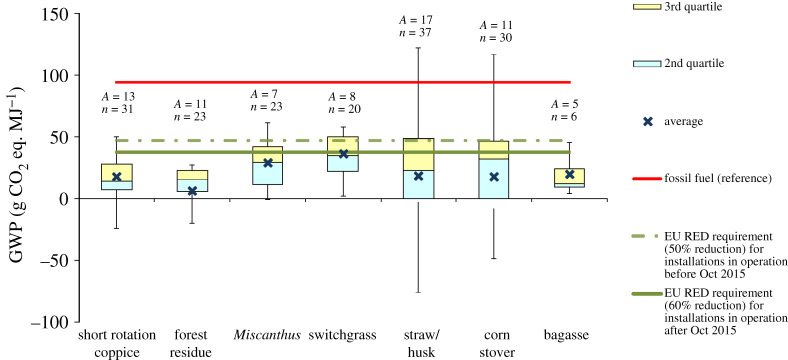 GWP (g CO₂ eq. MJ⁻¹)
150
100
50
0
−50
−100
A = 13
n = 31
A = 11
n = 23
A = 7
n = 23
A = 8
n = 20
A = 17
n = 37
A = 11
n = 30
A = 5
n = 6
short rotation
coppice
forest
residue
Miscanthus
switchgrass
straw/
husk
corn
stover
bagasse
3rd quartile
2nd quartile
average
fossil fuel (reference)
EU RED requirement
(50% reduction) for
installations in operation
before Oct 2015
EU RED requirement
(60% reduction) for
installations in operation
after Oct 2015